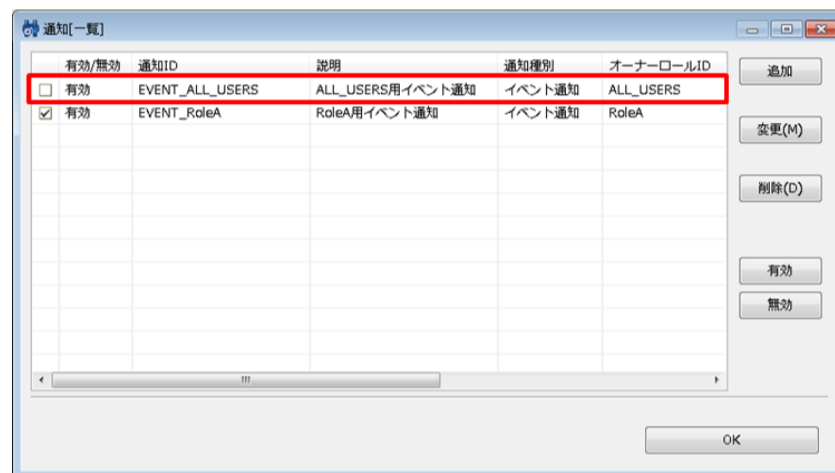 通知[一覧]
有効/無効 通知ID 説明 通知種別 オーナーロールID
有効 EVENT_ALL_USERS ALL_USERS用イベント通知 イベント通知 ALL_USERS
有効 EVENT_RoleA RoleA用イベント通知 イベント通知 RoleA
追加
変更(M)
削除(D)
有効
無効
OK